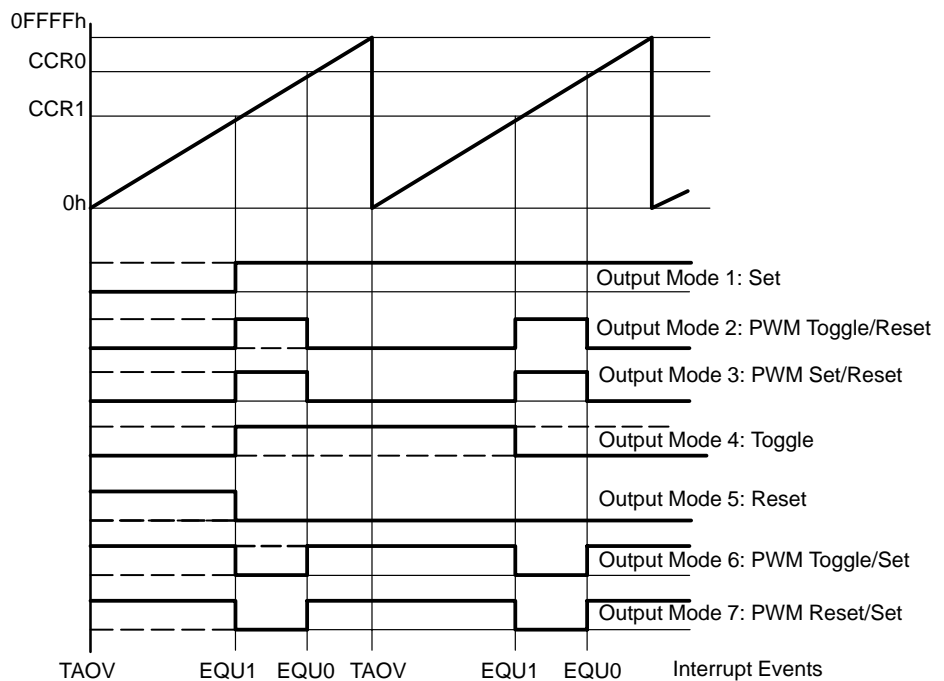 0FFFFh
CCR0
CCR1
0h
Output Mode 1: Set
Output Mode 2: PWM Toggle/Reset
Output Mode 3: PWM Set/Reset
Output Mode 4: Toggle
Output Mode 5: Reset
Output Mode 6: PWM Toggle/Set
Output Mode 7: PWM Reset/Set
TAOV EQU1 EQU0 TAOV EQU1 EQU0 Interrupt Events